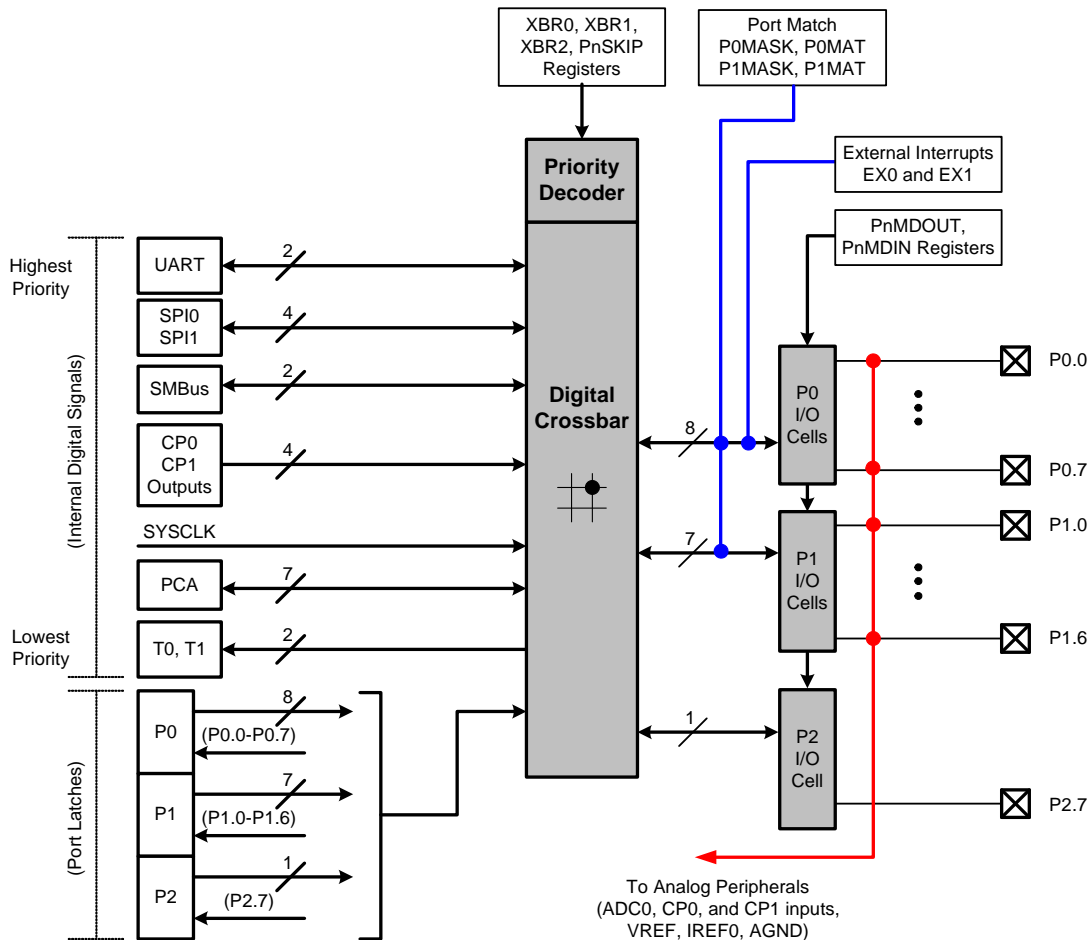 XBR0, XBR1,
XBR2, PnSKIP
Registers
Port Match
P0MASK, P0MAT
P1MASK, P1MAT
External Interrupts
EX0 and EX1
PnMDOUT,
PnMDIN Registers
Priority
Decoder
Digital
Crossbar
Highest
Priority
(Internal Digital Signals)
Lowest
Priority
UART
2
SPI0
SPI1
4
SMBus
2
CP0
CP1
Outputs
4
SYSCLK
PCA
7
T0, T1
2
(Port Latches)
P0
8
(P0.0-P0.7)
P1
7
(P1.0-P1.6)
P2
1
(P2.7)
8
7
1
P0
I/O
Cells
P1
I/O
Cells
P2
I/O
Cell
P0.0
P0.7
P1.0
P1.6
P2.7
To Analog Peripherals
(ADC0, CP0, and CP1 inputs,
VREF, IREF0, AGND)